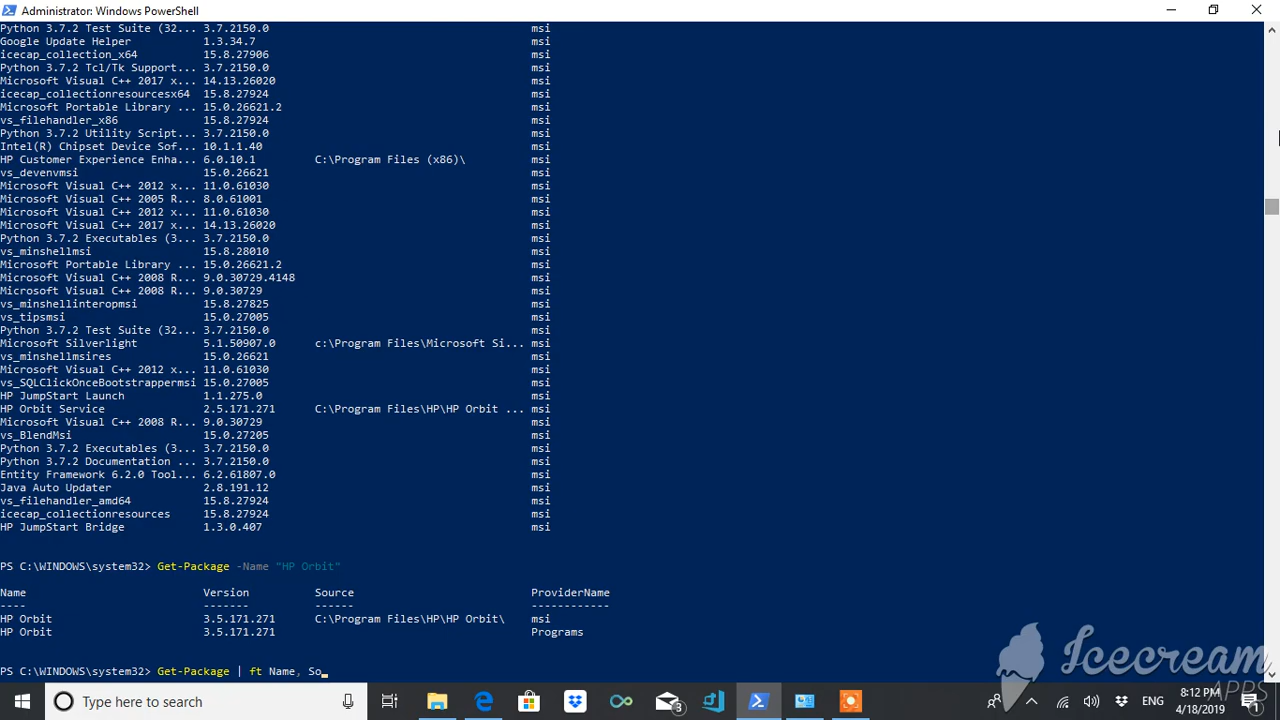 Administrator: Windows PowerShell
Python 3.7.2 Test Suite (32... 3.7.2150.0 msi
Google Update Helper 1.3.34.7 msi
icecap_collection_x64 15.8.27906 msi
Python 3.7.2 Tcl/Tk Support... 3.7.2150.0 msi
Microsoft Visual C++ 2017 x... 14.13.26020 msi
icecap_collectionresourcesx64 15.8.27924 msi
Microsoft Portable Library ... 15.0.26621.2 msi
vs_filehandler_x86 15.8.27924 msi
Python 3.7.2 Utility Script... 3.7.2150.0 msi
Intel(R) Chipset Device Sof... 10.1.1.40 msi
HP Customer Experience Enha... 6.0.10.1 C:\Program Files (x86)\ msi
vs_devenvmsi 15.0.26621 msi
Microsoft Visual C++ 2012 x... 11.0.61030 msi
Microsoft Visual C++ 2005 R... 8.0.61001 msi
Microsoft Visual C++ 2012 x... 11.0.61030 msi
Microsoft Visual C++ 2017 x... 14.13.26020 msi
Python 3.7.2 Executables (3... 3.7.2150.0 msi
vs_minshellmsi 15.8.28010 msi
Microsoft Portable Library ... 15.0.26621.2 msi
Microsoft Visual C++ 2008 R... 9.0.30729.4148 msi
Microsoft Visual C++ 2008 R... 9.0.30729 msi
vs_minshellinteropmsi 15.8.27825 msi
vs_tipsmsi 15.0.27005 msi
Python 3.7.2 Test Suite (32... 3.7.2150.0 msi
Microsoft Silverlight 5.1.50907.0 c:\Program Files\Microsoft Si... msi
vs_minshellmsires 15.0.26621 msi
Microsoft Visual C++ 2012 x... 11.0.61030 msi
vs_SQLClickOnceBootstrappermsi 15.0.27005 msi
HP JumpStart Launch 1.1.275.0 msi
HP Orbit Service 2.5.171.271 C:\Program Files\HP\HP Orbit ... msi
Microsoft Visual C++ 2008 R... 9.0.30729 msi
vs_BlendMsi 15.0.27205 msi
Python 3.7.2 Executables (3... 3.7.2150.0 msi
Python 3.7.2 Documentation ... 3.7.2150.0 msi
Entity Framework 6.2.0 Tool... 6.2.61807.0 msi
Java Auto Updater 2.8.191.12 msi
vs_filehandler_amd64 15.8.27924 msi
icecap_collectionresources 15.8.27924 msi
HP JumpStart Bridge 1.3.0.407 msi
PS C:\WINDOWS\system32> Get-Package -Name "HP Orbit"
Name Version Source ProviderName
---- ------- ------ ------------
HP Orbit 3.5.171.271 C:\Program Files\HP\HP Orbit\ msi
HP Orbit 3.5.171.271 Programs
PS C:\WINDOWS\system32> Get-Package | ft Name, So_
Icecream
APPS
Type here to search
3
ENG
8:12 PM
4/18/2019
1